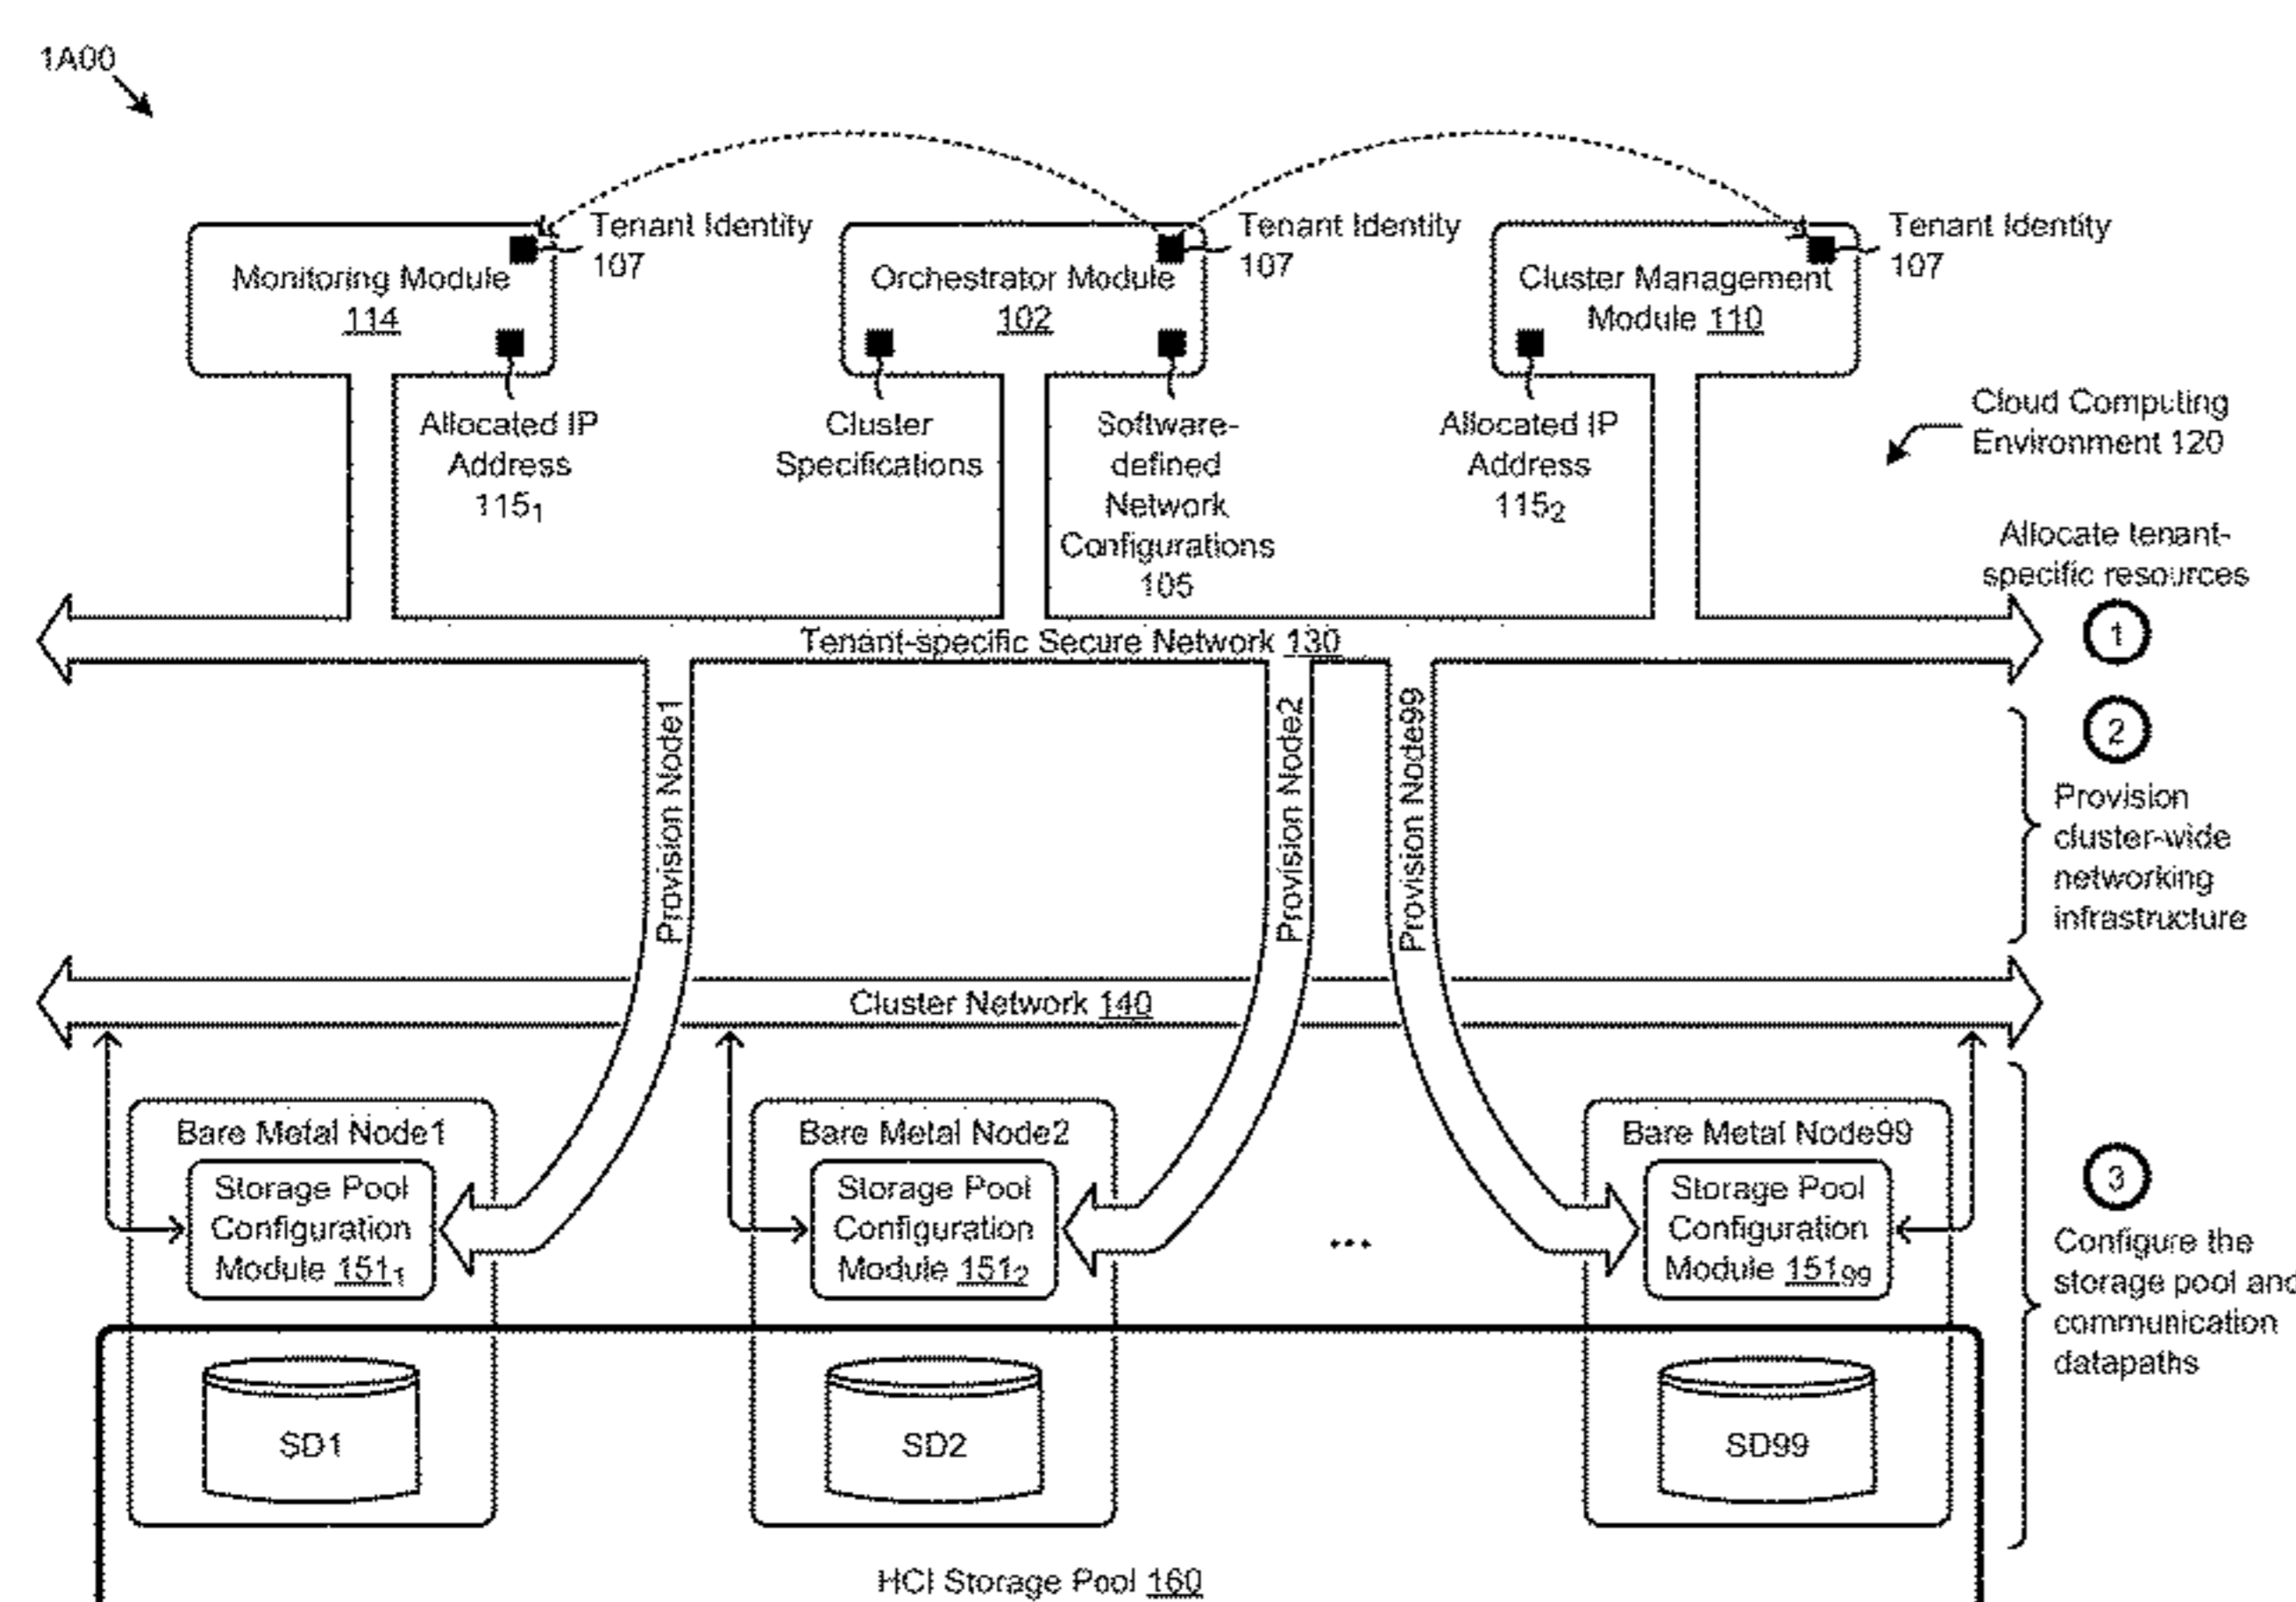 1A00
Tenant Identity
107
Tenant Identity
107
Tenant Identity
107
Monitoring Module
114
Orchestrator Module
102
Cluster Management
Module 110
Allocated IP
Address
115₁
Cluster
Specifications
Software-
defined
Network
Configurations
105
Allocated IP
Address
115₂
Cloud Computing
Environment 120
Allocate tenant-
specific resources
1
Tenant-specific Secure Network 130
Provision Node1
Provision Node2
Provision Node99
2
Provision
cluster-wide
networking
infrastructure
Cluster Network 140
Bare Metal Node1
Storage Pool
Configuration
Module 151₁
Bare Metal Node2
Storage Pool
Configuration
Module 151₂
...
Bare Metal Node99
Storage Pool
Configuration
Module 151₉₉
3
Configure the
storage pool and
communication
datapaths
SD1
SD2
SD99
HCI Storage Pool 160